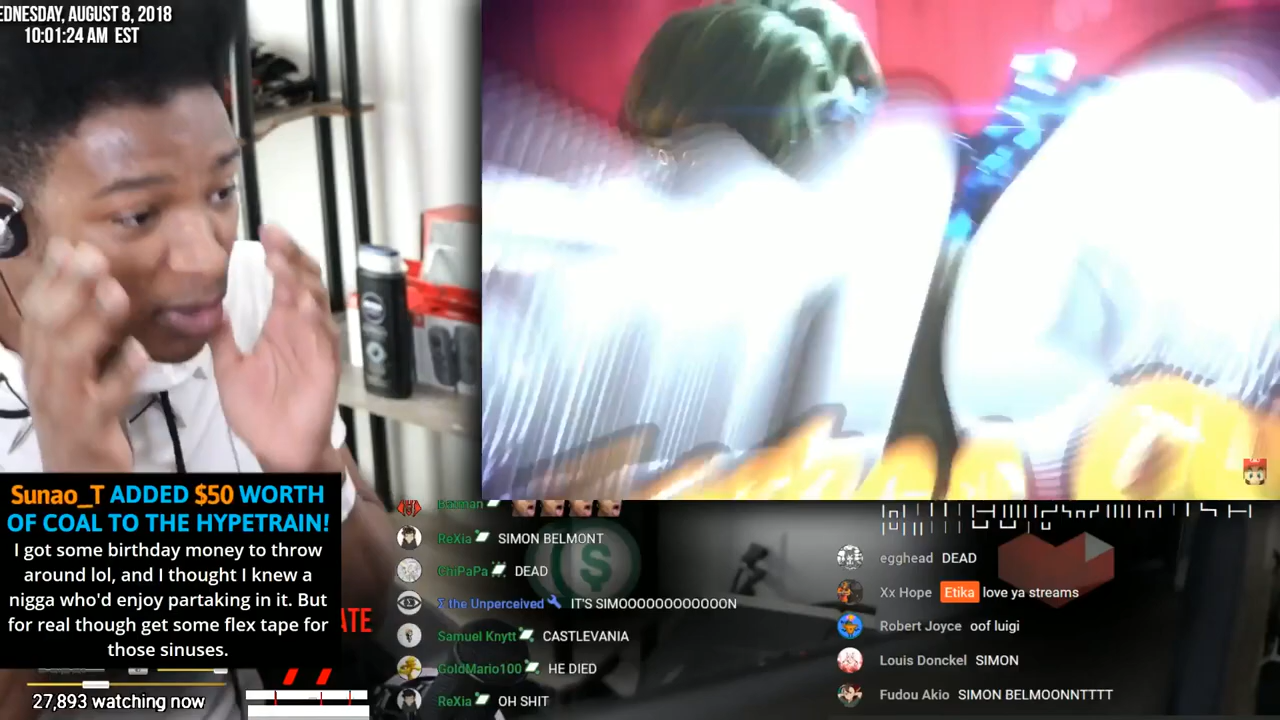 EDNESDAY, AUGUST 8, 2018
10:01:24 AM EST
Sunao_T ADDED $50 WORTH
OF COAL TO THE HYPETRAIN!
I got some birthday money to throw
around lol, and I thought I knew a
nigga who'd enjoy partaking in it. But
for real though get some flex tape for
those sinuses.
27,893 watching now
ATE
$
ReXia SIMON BELMONT
ChiPaPa DEAD
Σ the Unperceived IT'S SIMOOOOOOOOOOOON
Samuel Knytt CASTLEVANIA
GoldMario100 HE DIED
ReXia OH SHIT
egghead DEAD
Xx Hope Etika love ya streams
Robert Joyce oof luigi
Louis Donckel SIMON
Fudou Akio SIMON BELMOONNTTTT